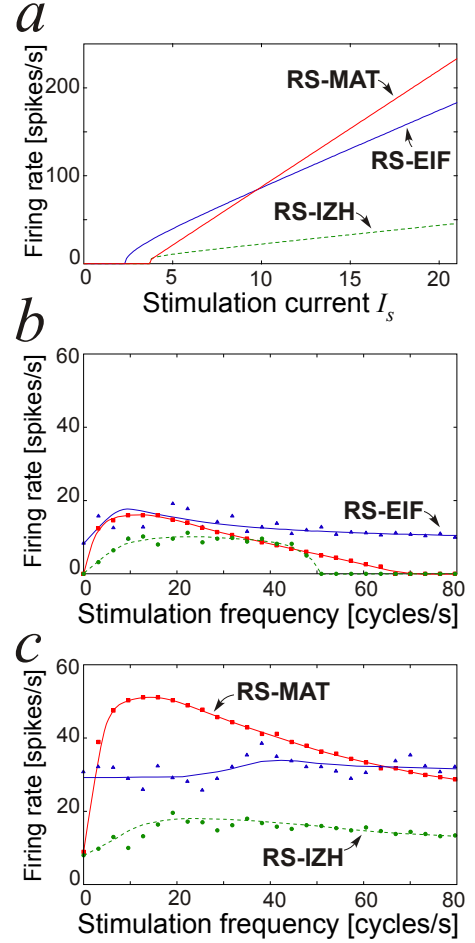 a
Firing rate [spikes/s]
200
100
0
RS-MAT
RS-EIF
RS-IZH
0 5 10 15 20
Stimulation current I_s
b
Firing rate [spikes/s]
60
40
20
0
RS-EIF
0 20 40 60 80
Stimulation frequency [cycles/s]
c
Firing rate [spikes/s]
60
40
20
0
RS-MAT
RS-IZH
0 20 40 60 80
Stimulation frequency [cycles/s]